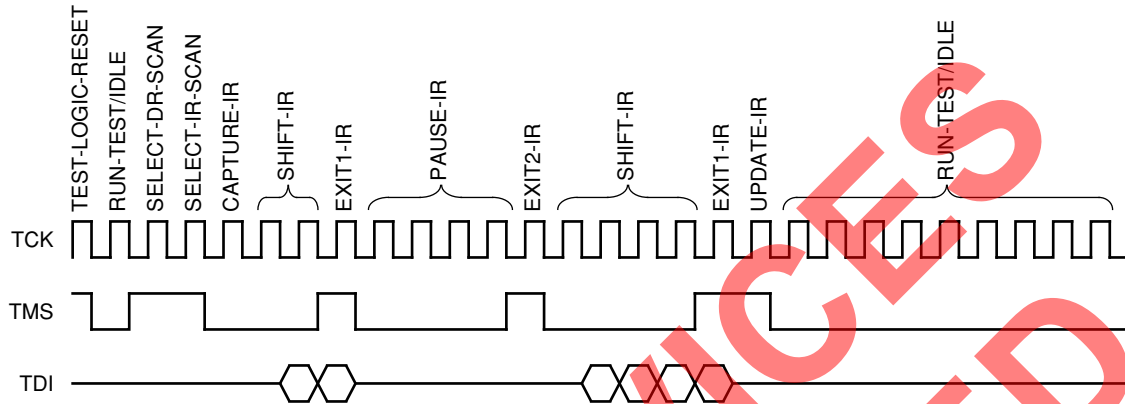 TEST-LOGIC-RESET
RUN-TEST/IDLE
SELECT-DR-SCAN
SELECT-IR-SCAN
CAPTURE-IR
SHIFT-IR
EXIT1-IR
PAUSE-IR
EXIT2-IR
SHIFT-IR
EXIT1-IR
UPDATE-IR
RUN-TEST/IDLE
TCK
TMS
TDI